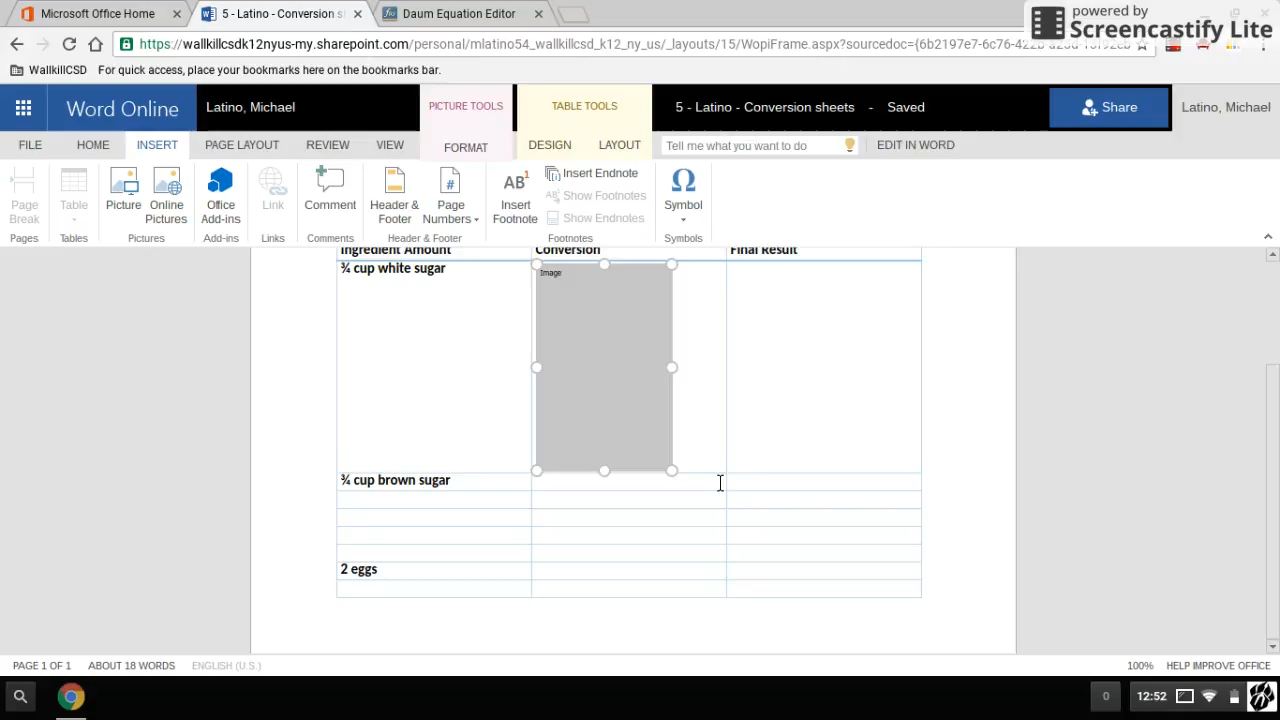 Microsoft Office Home
5 - Latino - Conversion s
Daum Equation Editor
powered by
Screencastify Lite
https://wallkillcsdk12nyus-my.sharepoint.com/personal/mlatino54_wallkillcsd_k12_ny_us/_layouts/15/WopiFrame.aspx?sourcedoc={6b2197e7-6c76-422b-
WallkillCSD
For quick access, place your bookmarks here on the bookmarks bar.
Word Online
Latino, Michael
PICTURE TOOLS
TABLE TOOLS
5 - Latino - Conversion sheets - Saved
Share
Latino, Michael
FILE
HOME
INSERT
PAGE LAYOUT
REVIEW
VIEW
FORMAT
DESIGN
LAYOUT
Tell me what you want to do
EDIT IN WORD
Page Break
Table
Picture
Online Pictures
Office Add-ins
Link
Comment
Header & Footer
Page Numbers
AB1
Insert Footnote
Insert Endnote
Show Footnotes
Show Endnotes
Symbol
Pages
Tables
Pictures
Add-ins
Links
Comments
Header & Footer
Footnotes
Symbols
Ingredient Amount
Conversion
Final Result
¾ cup white sugar
Image
¾ cup brown sugar
2 eggs
PAGE 1 OF 1
ABOUT 18 WORDS
ENGLISH (U.S.)
100%
HELP IMPROVE OFFICE
0
12:52